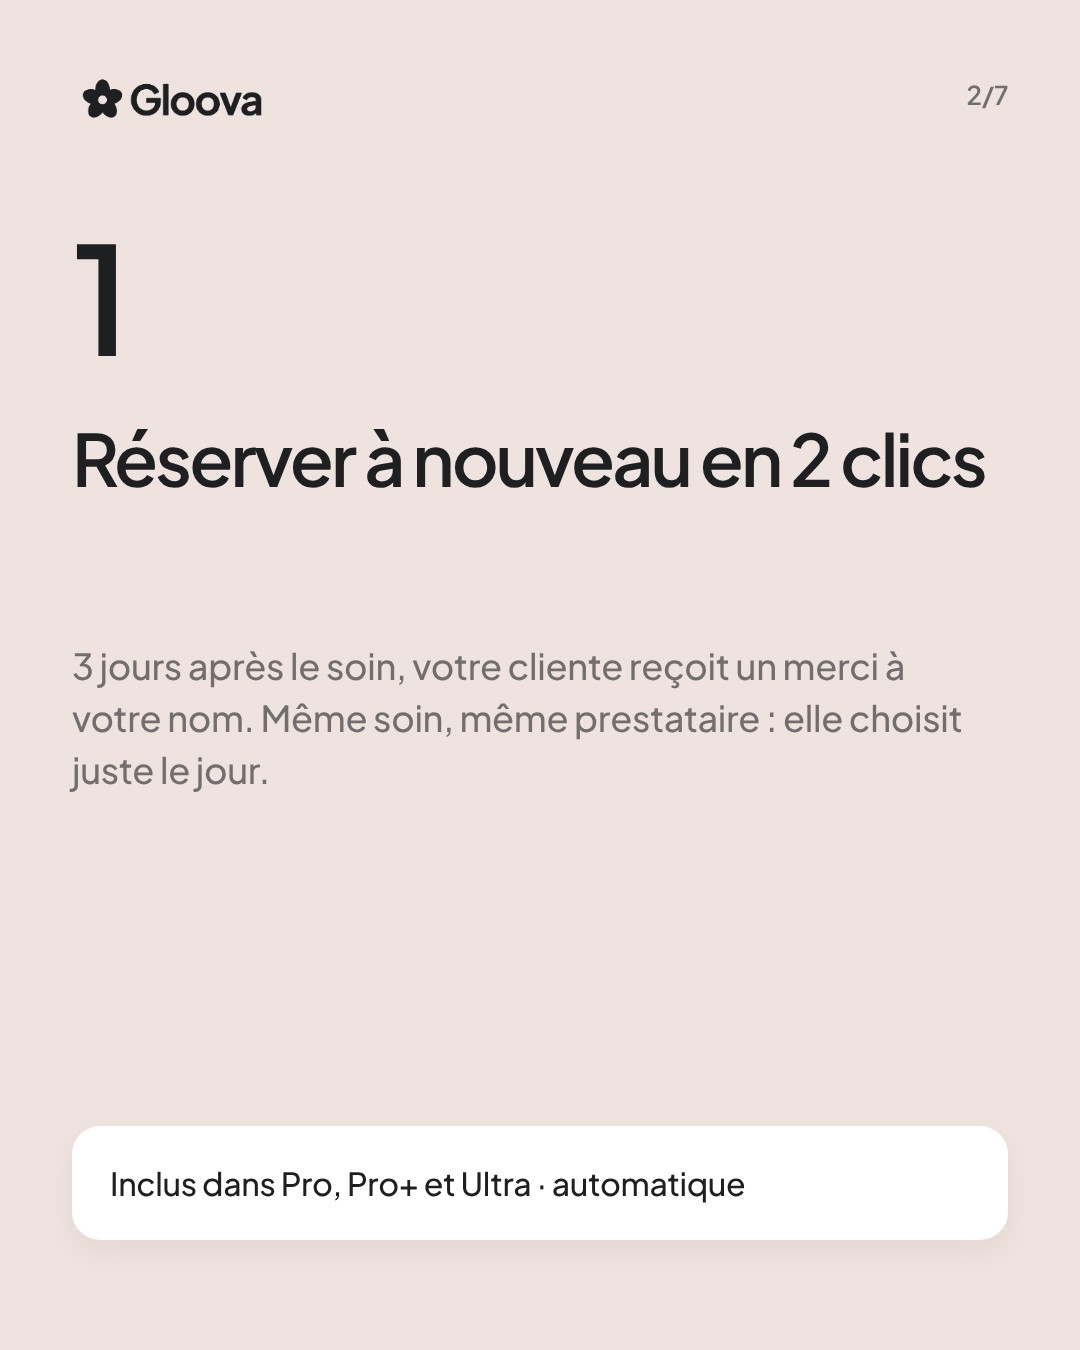 Gloova
2/7
1
Réserver à nouveau en 2 clics
3 jours après le soin, votre cliente reçoit un merci à
votre nom. Même soin, même prestataire : elle choisit
juste le jour.
Inclus dans Pro, Pro+ et Ultra · automatique